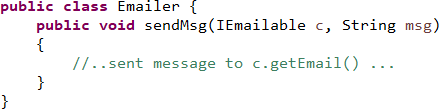 public class Emailer {
    public void sendMsg(IEmailable c, String msg)
    {
        //..sent message to c.getEmail() ...
    }
}